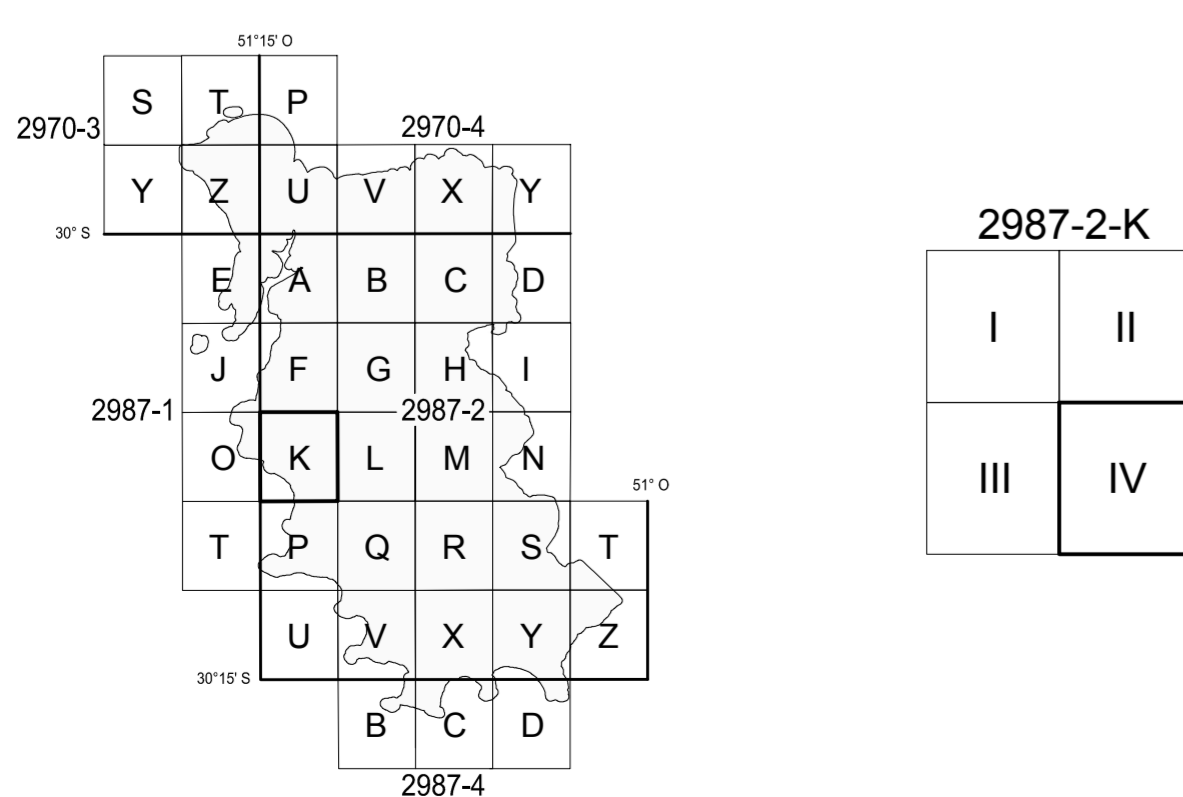 51°15' O
S T P
2970-3 2970-4
Y Z U V X Y
30° S
E A B C D
J F G H I
2987-1 2987-2
O K L M N
51° O
T P Q R S T
U V X Y Z
30°15' S
B C D
2987-4
2987-2-K
I II
III IV